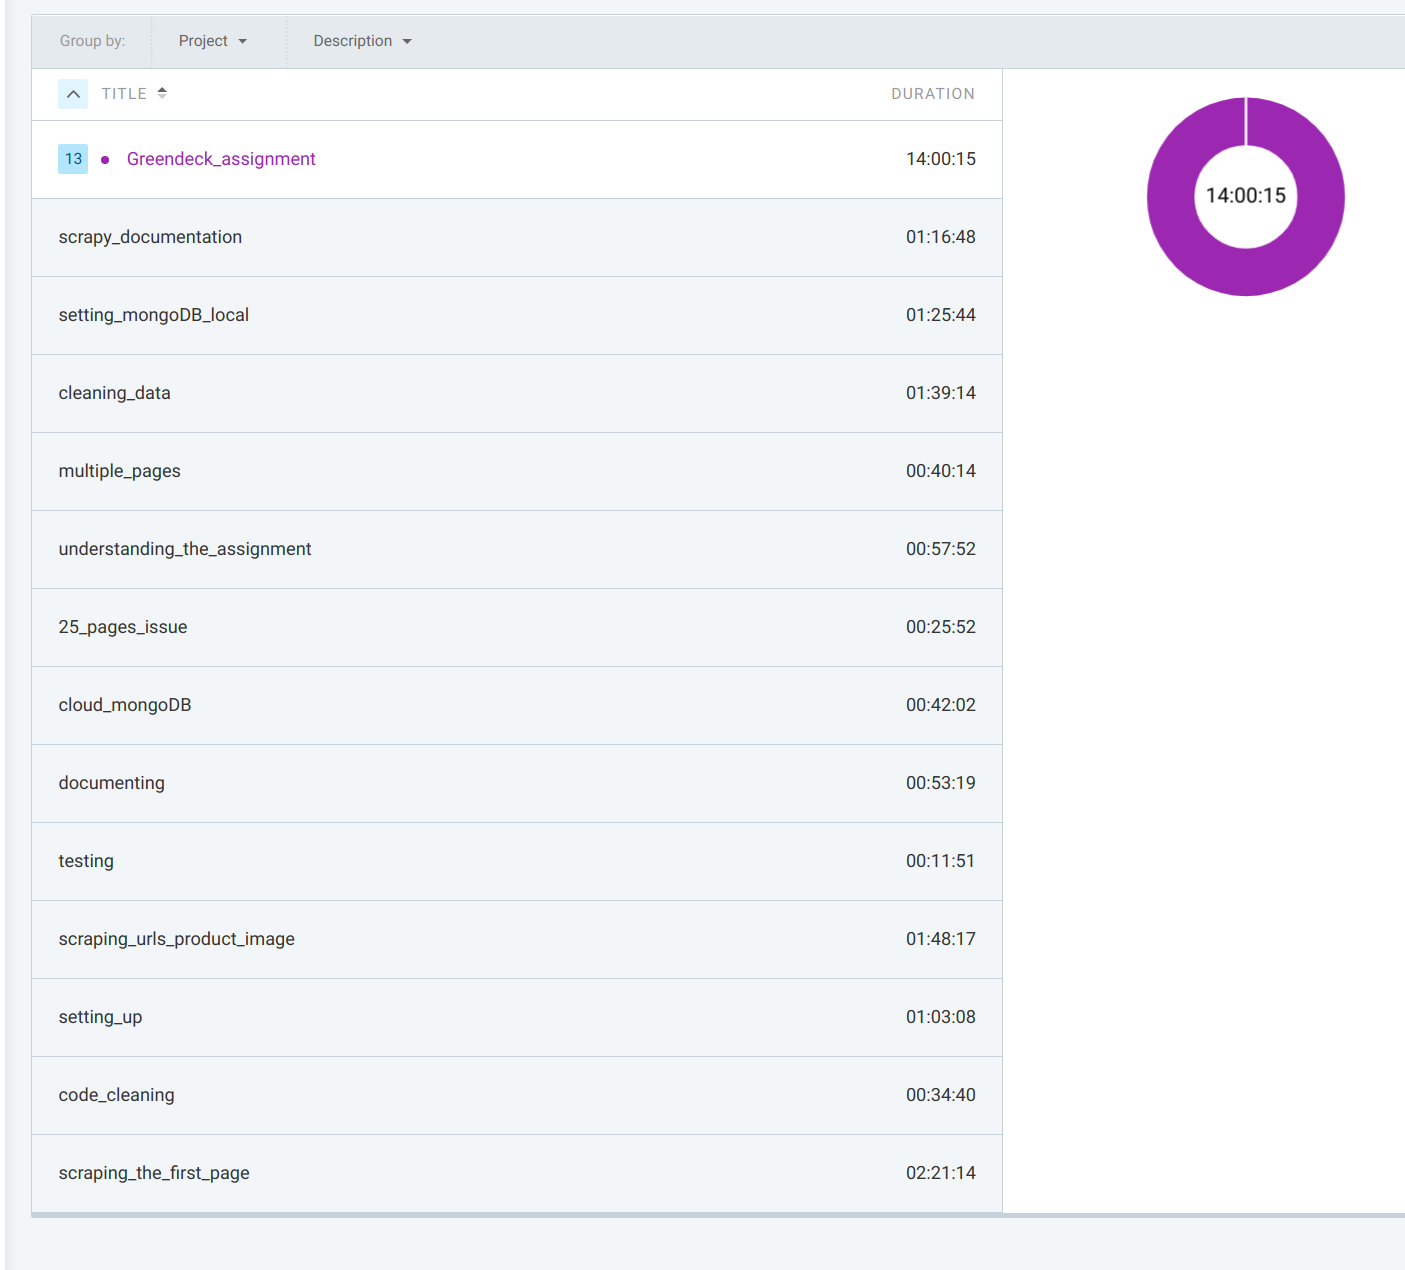 Group by: Project Description
TITLE DURATION
13 Greendeck_assignment 14:00:15
14:00:15
scrapy_documentation 01:16:48
setting_mongoDB_local 01:25:44
cleaning_data 01:39:14
multiple_pages 00:40:14
understanding_the_assignment 00:57:52
25_pages_issue 00:25:52
cloud_mongoDB 00:42:02
documenting 00:53:19
testing 00:11:51
scraping_urls_product_image 01:48:17
setting_up 01:03:08
code_cleaning 00:34:40
scraping_the_first_page 02:21:14